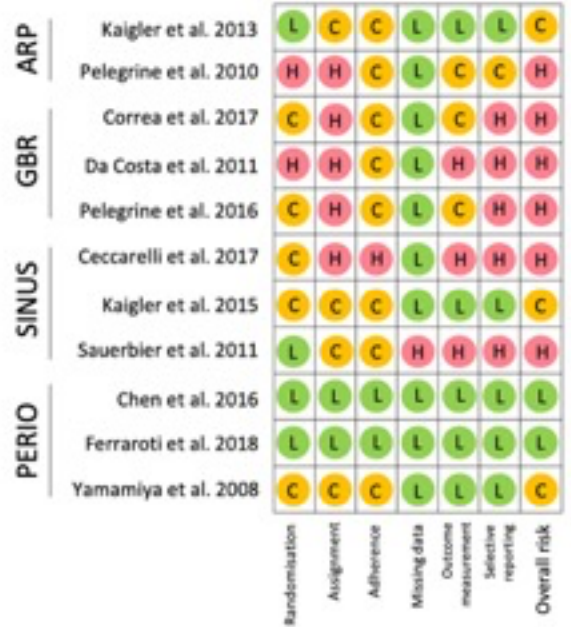 ARP
Kaigler et al. 2013 L C C L L L C
Pelegrine et al. 2010 H H C L C C H
GBR
Correa et al. 2017 C H C L C H H
Da Costa et al. 2011 H H C L H H H
Pelegrine et al. 2016 C H C L C H H
SINUS
Ceccarelli et al. 2017 C H H L H H H
Kaigler et al. 2015 C C C L L L C
Sauerbier et al. 2011 L C C H H H H
PERIO
Chen et al. 2016 L L L L L L L
Ferraroti et al. 2018 L L L L L L L
Yamamiya et al. 2008 C C C L L L C
Randomisation
Assignment
Adherence
Missing data
Outcome
measurement
Selective
reporting
Overall risk